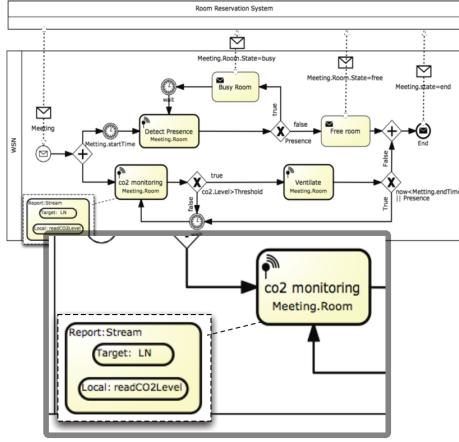 Room Reservation System
Meeting.Room.State=busy
Meeting.Room.State=free
Meeting.state=end
Meeting
WSN
Busy Room
wait
Metting.startTime
Detect Presence
Meeting.Room
true
false
Presence
Free room
End
co2 monitoring
Meeting.Room
true
co2.Level>Threshold
false
Ventilate
Meeting.Room
False
True
now<Metting.endTime
|| Presence
Report:Stream
Target: LN
Local: readCO2Level
co2 monitoring
Meeting.Room
Report:Stream
Target: LN
Local: readCO2Level